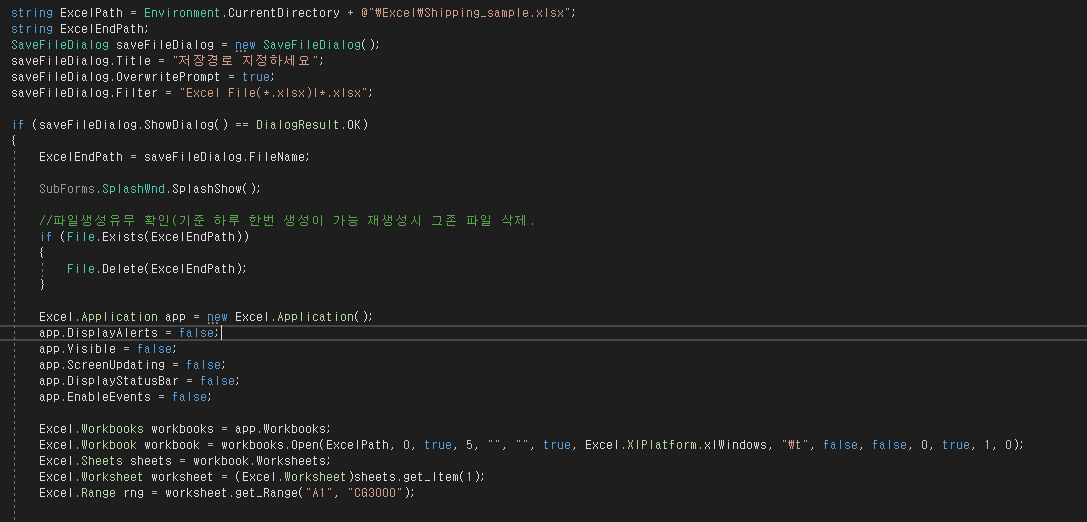 string ExcelPath = Environment.CurrentDirectory + @"₩Excel₩Shipping_sample.xlsx";
string ExcelEndPath;
SaveFileDialog saveFileDialog = new SaveFileDialog();
saveFileDialog.Title = "저장경로 지정하세요";
saveFileDialog.OverwritePrompt = true;
saveFileDialog.Filter = "Excel File(*.xlsx)|*.xlsx";
if (saveFileDialog.ShowDialog() == DialogResult.OK)
{
ExcelEndPath = saveFileDialog.FileName;
SubForms.SplashWnd.SplashShow();
//파일생성유무 확인(기준 하루 한번 생성이 가능 재생성시 그존 파일 삭제.
if (File.Exists(ExcelEndPath))
{
File.Delete(ExcelEndPath);
}
Excel.Application app = new Excel.Application();
app.DisplayAlerts = false;
app.Visible = false;
app.ScreenUpdating = false;
app.DisplayStatusBar = false;
app.EnableEvents = false;
Excel.Workbooks workbooks = app.Workbooks;
Excel.Workbook workbook = workbooks.Open(ExcelPath, 0, true, 5, "", "", true, Excel.XlPlatform.xlWindows, "₩t", false, false, 0, true, 1, 0);
Excel.Sheets sheets = workbook.Worksheets;
Excel.Worksheet worksheet = (Excel.Worksheet)sheets.get_Item(1);
Excel.Range rng = worksheet.get_Range("A1", "CG3000");